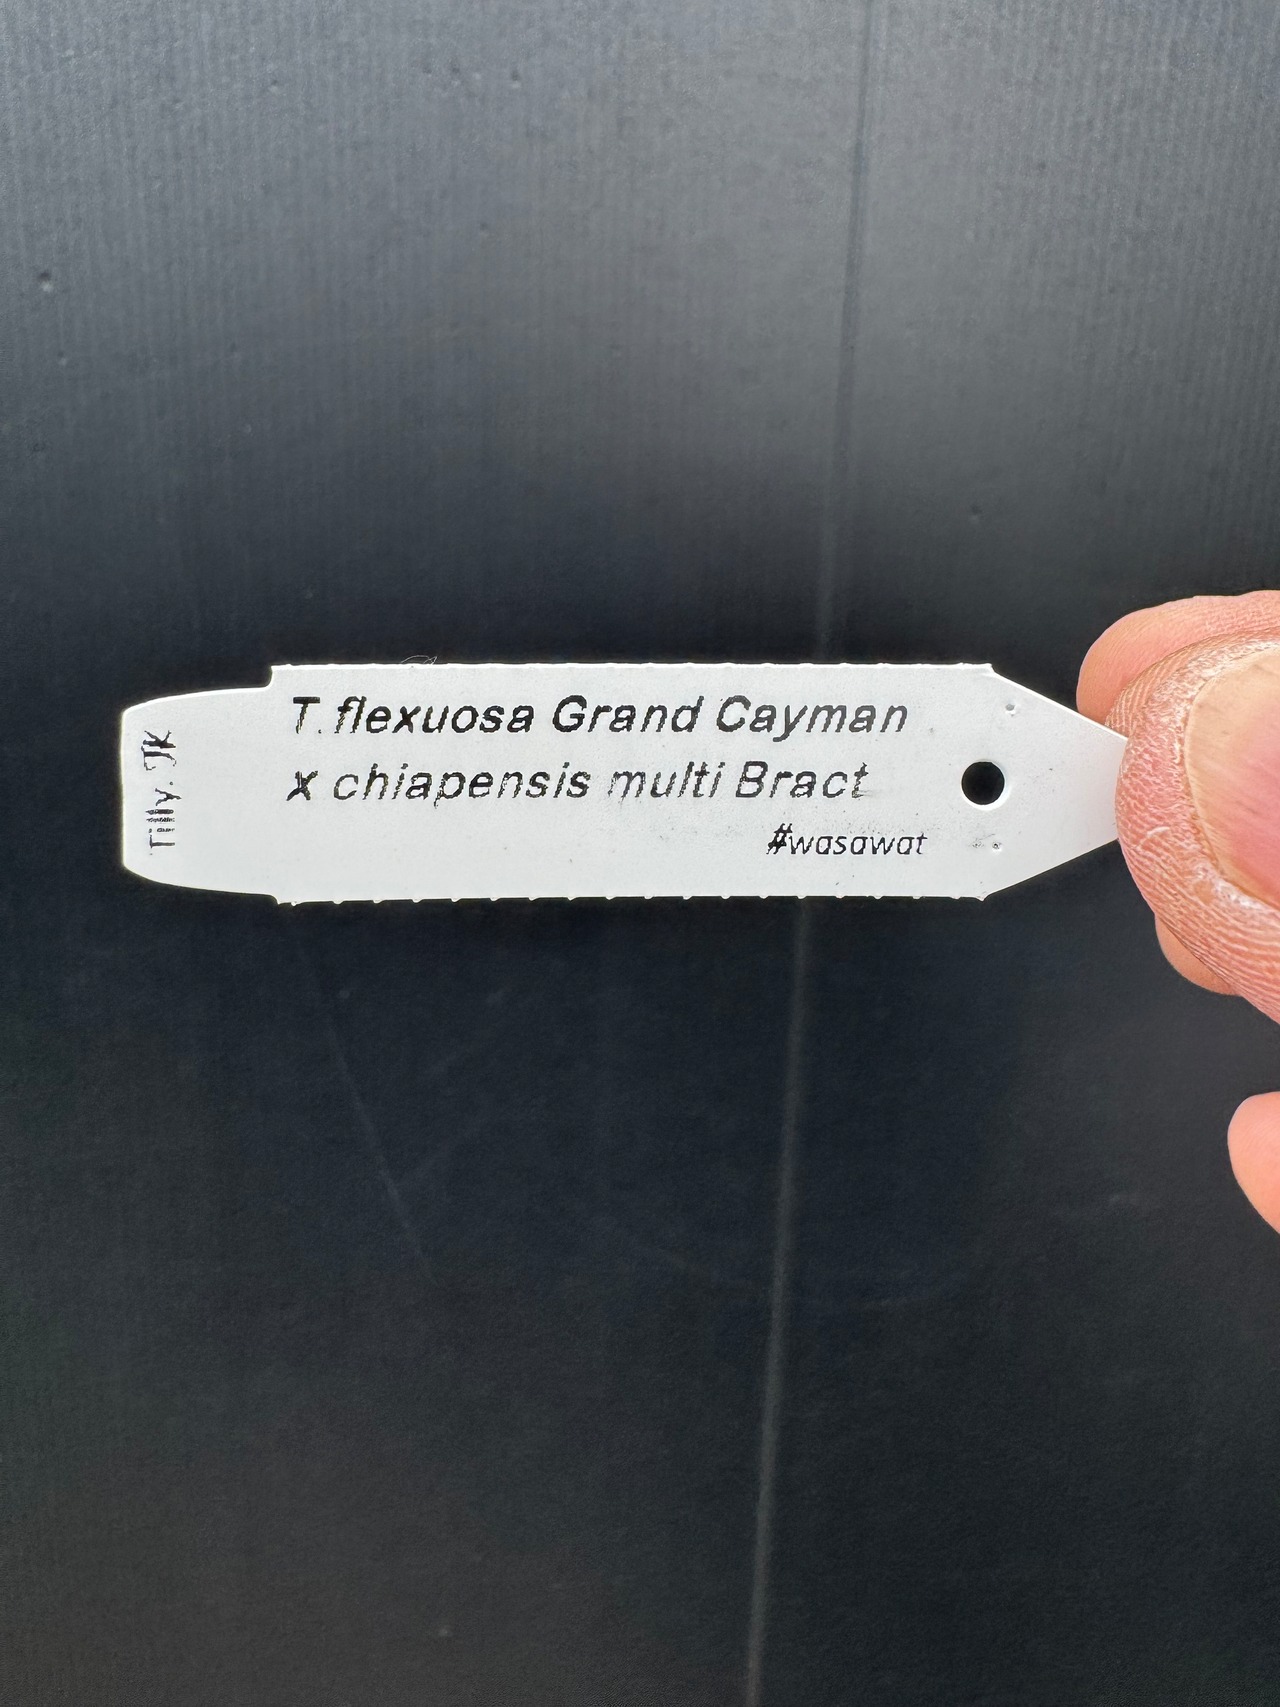 T. flexuosa Grand Cayman
x chiapensis multi Bract
#wasawat
Tilly. JK